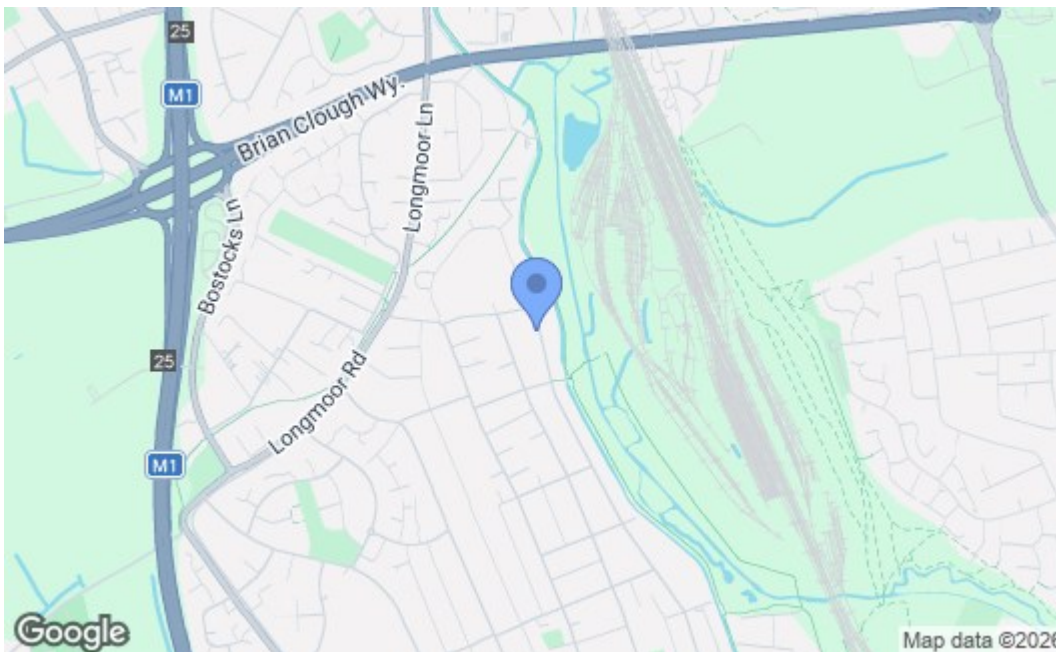 25
M1
Brian Clough Wy.
Longmoor Ln
Bostocks Ln
25
Longmoor Rd
M1
Google
Map data ©2026